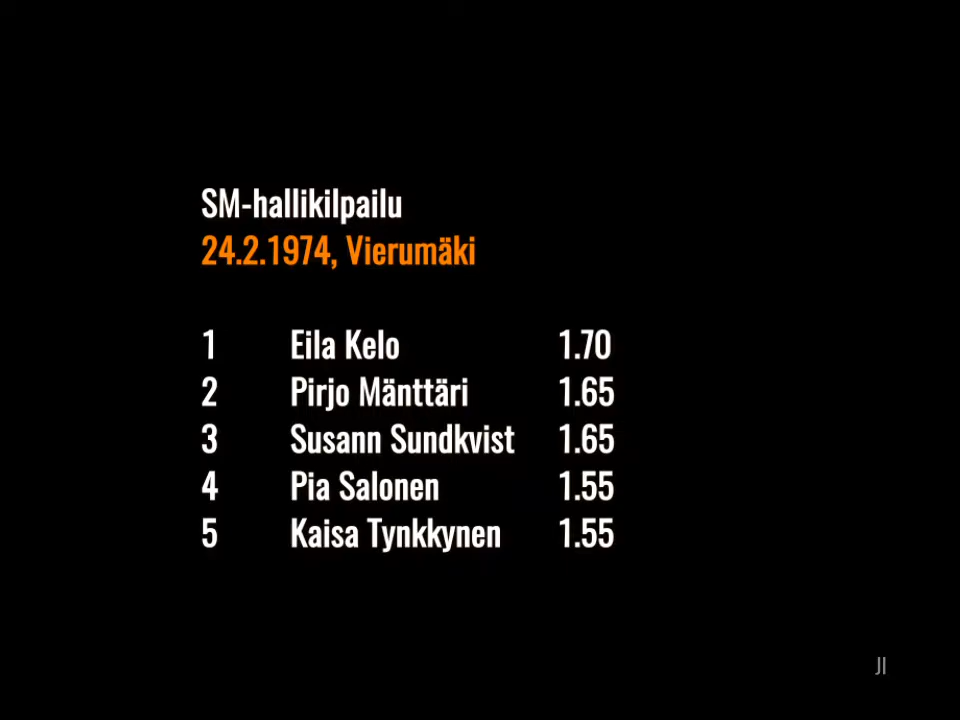 SM-hallikilpailu
24.2.1974, Vierumäki
1 Eila Kelo 1.70
2 Pirjo Mänttäri 1.65
3 Susann Sundkvist 1.65
4 Pia Salonen 1.55
5 Kaisa Tynkkynen 1.55
JI